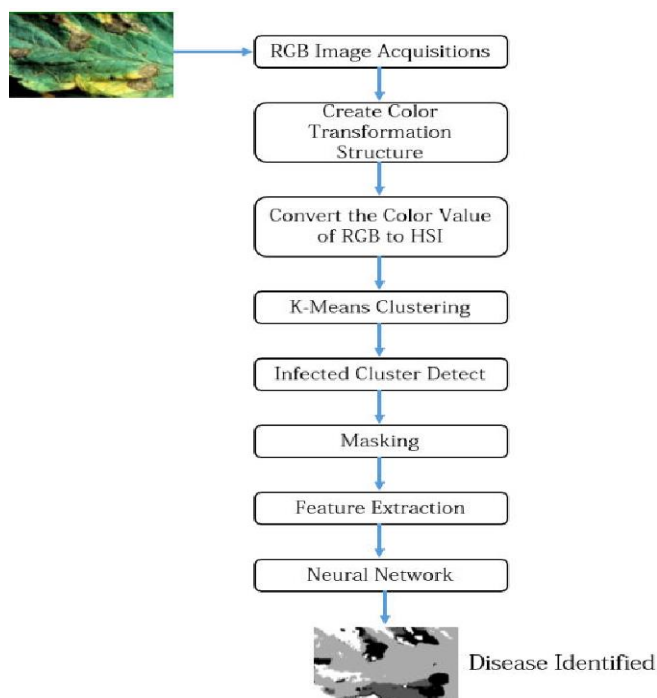 RGB Image Acquisitions
Create Color
Transformation
Structure
Convert the Color Value
of RGB to HSI
K-Means Clustering
Infected Cluster Detect
Masking
Feature Extraction
Neural Network
Disease Identified